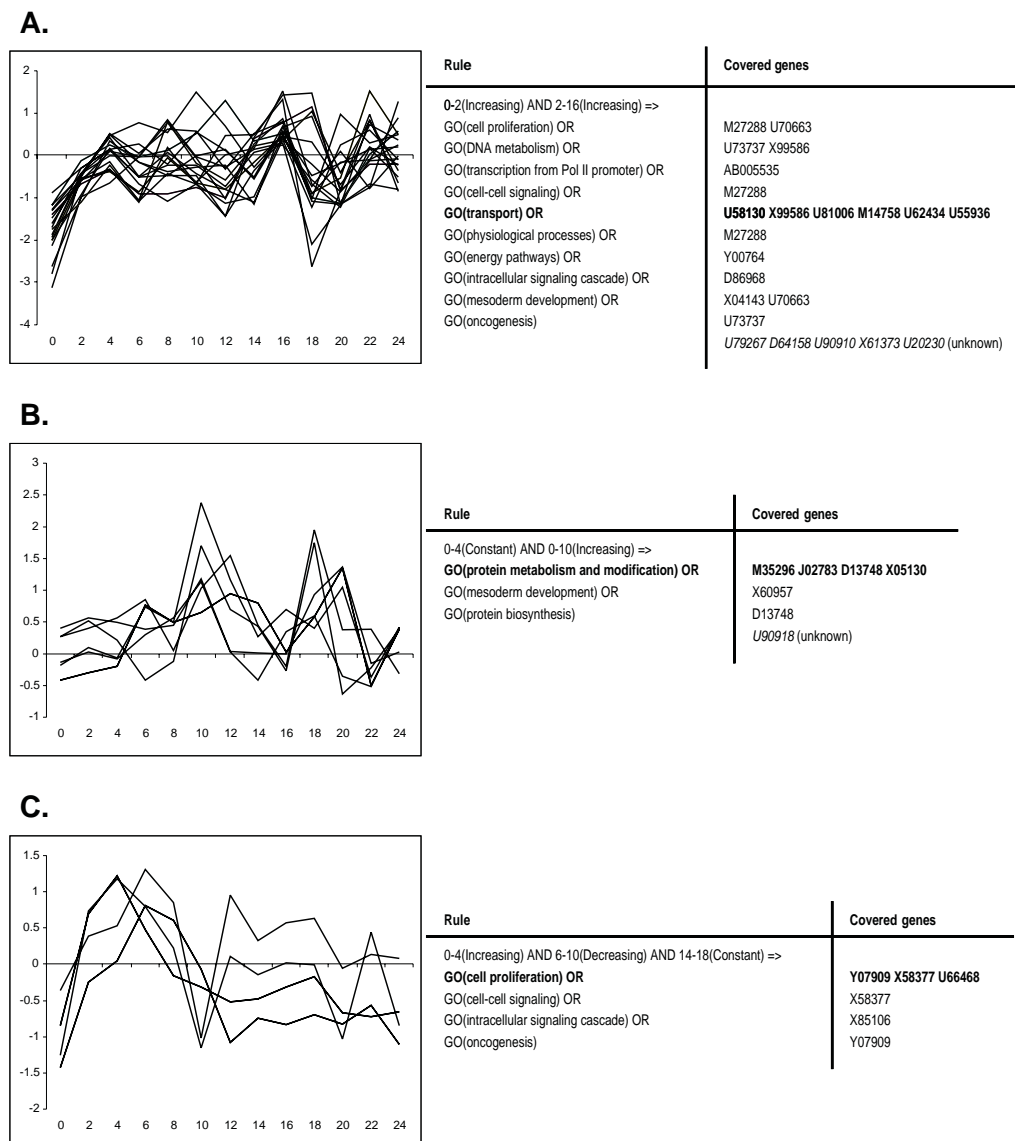 A.
2
1
0
-1
-2
-3
-4
0 2 4 6 8 10 12 14 16 18 20 22 24
Rule Covered genes
0-2(Increasing) AND 2-16(Increasing) =>
GO(cell proliferation) OR M27288 U70663
GO(DNA metabolism) OR U73737 X99586
GO(transcription from Pol II promoter) OR AB005535
GO(cell-cell signaling) OR M27288
GO(transport) OR U58130 X99586 U81006 M14758 U62434 U55936
GO(physiological processes) OR M27288
GO(energy pathways) OR Y00764
GO(intracellular signaling cascade) OR D86968
GO(mesoderm development) OR X04143 U70663
GO(oncogenesis) U73737
U79267 D64158 U90910 X61373 U20230 (unknown)
B.
3
2.5
2
1.5
1
0.5
0
-0.5
-1
0 2 4 6 8 10 12 14 16 18 20 22 24
Rule Covered genes
0-4(Constant) AND 0-10(Increasing) =>
GO(protein metabolism and modification) OR M35296 J02783 D13748 X05130
GO(mesoderm development) OR X60957
GO(protein biosynthesis) D13748
U90918 (unknown)
C.
1.5
1
0.5
0
-0.5
-1
-1.5
-2
0 2 4 6 8 10 12 14 16 18 20 22 24
Rule Covered genes
0-4(Increasing) AND 6-10(Decreasing) AND 14-18(Constant) =>
GO(cell proliferation) OR Y07909 X58377 U66468
GO(cell-cell signaling) OR X58377
GO(intracellular signaling cascade) OR X85106
GO(oncogenesis) Y07909